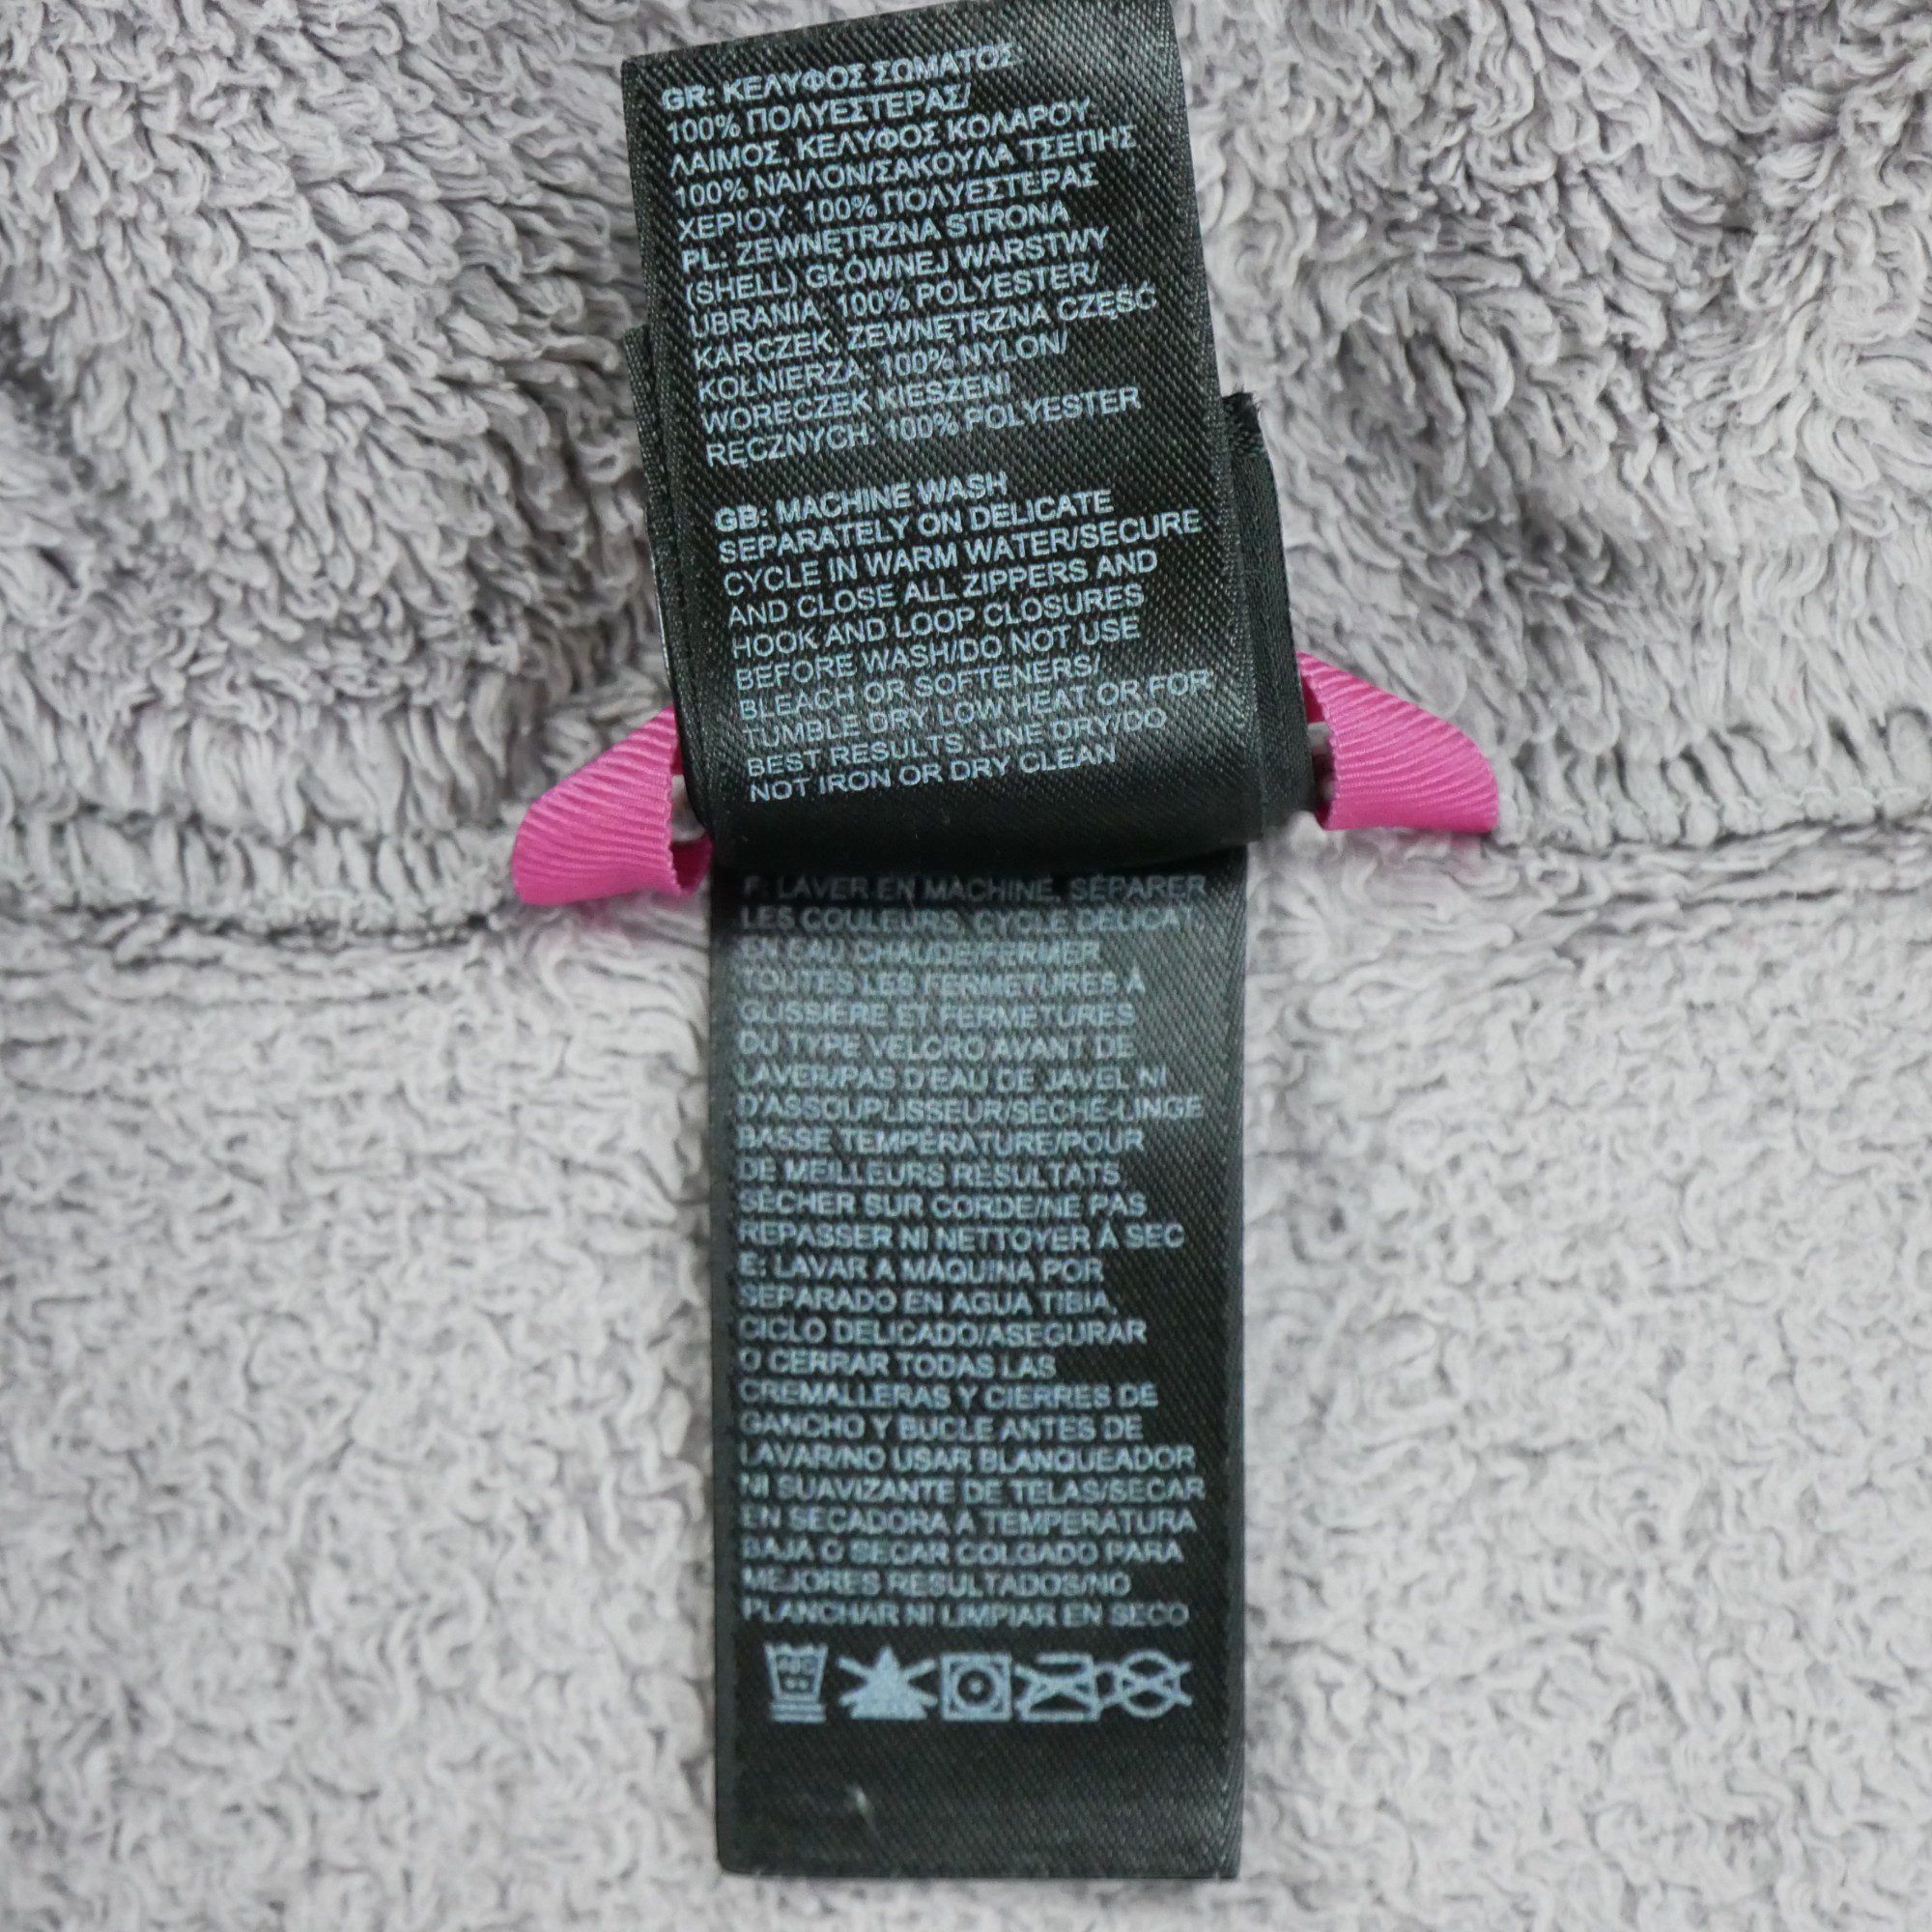 GR: ΚΕΛΥΦΟΣ ΣΩΜΑΤΟΣ
100% ΠΟΛΥΕΣΤΕΡΑΣ/
ΛΑΙΜΟΣ, ΚΕΛΥΦΟΣ ΚΟΛΑΡΟΥ
100% ΝΑΙΛΟΝ/ΣΑΚΟΥΛΑ ΤΣΕΠΗΣ
ΧΕΡΙΟΥ: 100% ΠΟΛΥΕΣΤΕΡΑΣ
PL: ZEWNĘTRZNA STRONA
(SHELL) GŁÓWNEJ WARSTWY
UBRANIA: 100% POLYESTER/
KARCZEK, ZEWNĘTRZNA CZĘŚĆ
KOŁNIERZA: 100% NYLON/
WORECZEK KIESZENI
RĘCZNYCH: 100% POLYESTER
GB: MACHINE WASH
SEPARATELY ON DELICATE
CYCLE IN WARM WATER/SECURE
AND CLOSE ALL ZIPPERS AND
HOOK AND LOOP CLOSURES
BEFORE WASH/DO NOT USE
BLEACH OR SOFTENERS/
TUMBLE DRY LOW HEAT OR FOR
BEST RESULTS, LINE DRY/DO
NOT IRON OR DRY CLEAN
F: LAVER EN MACHINE, SÉPARER
LES COULEURS, CYCLE DÉLICAT,
EN EAU CHAUDE/FERMER
TOUTES LES FERMETURES À
GLISSIÈRE ET FERMETURES
DU TYPE VELCRO AVANT DE
LAVER/PAS D'EAU DE JAVEL NI
D'ASSOUPLISSEUR/SÈCHE-LINGE
BASSE TEMPÉRATURE/POUR
DE MEILLEURS RÉSULTATS
SÉCHER SUR CORDE/NE PAS
REPASSER NI NETTOYER À SEC
E: LAVAR A MÁQUINA POR
SEPARADO EN AGUA TIBIA,
CICLO DELICADO/ASEGURAR
O CERRAR TODAS LAS
CREMALLERAS Y CIERRES DE
GANCHO Y BUCLE ANTES DE
LAVAR/NO USAR BLANQUEADOR
NI SUAVIZANTE DE TELAS/SECAR
EN SECADORA A TEMPERATURA
BAJA O SECAR COLGADO PARA
MEJORES RESULTADOS/NO
PLANCHAR NI LIMPIAR EN SECO